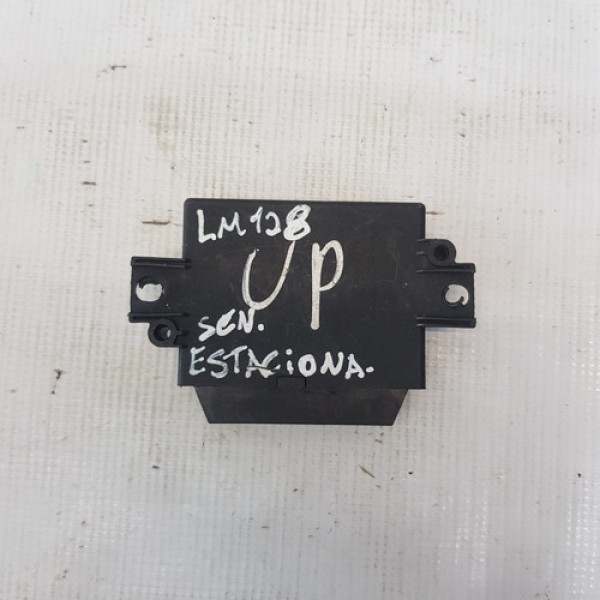 LM128
UP
SEN.
ESTACIONA.